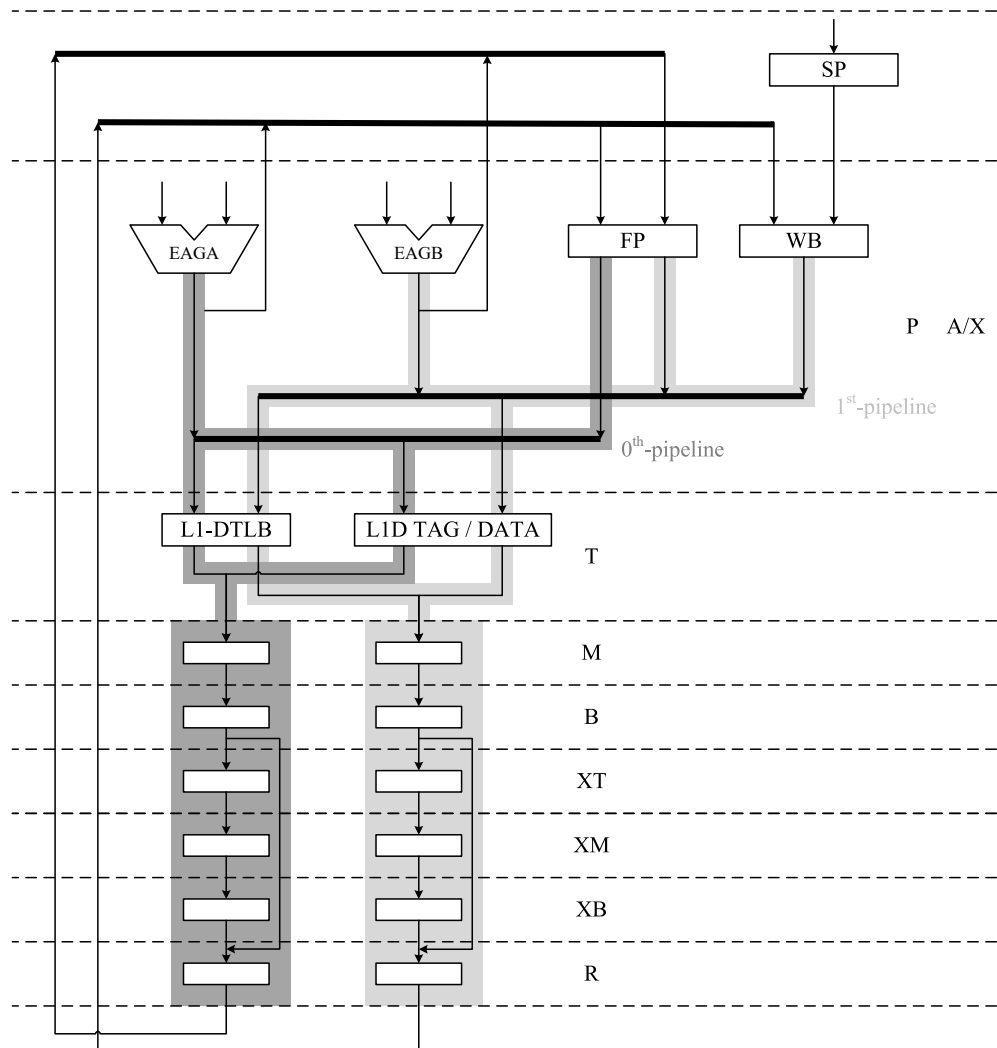 SP
EAGA
EAGB
FP
WB
P A/X
1st-pipeline
0th-pipeline
L1-DTLB
L1D TAG / DATA
T
M
B
XT
XM
XB
R